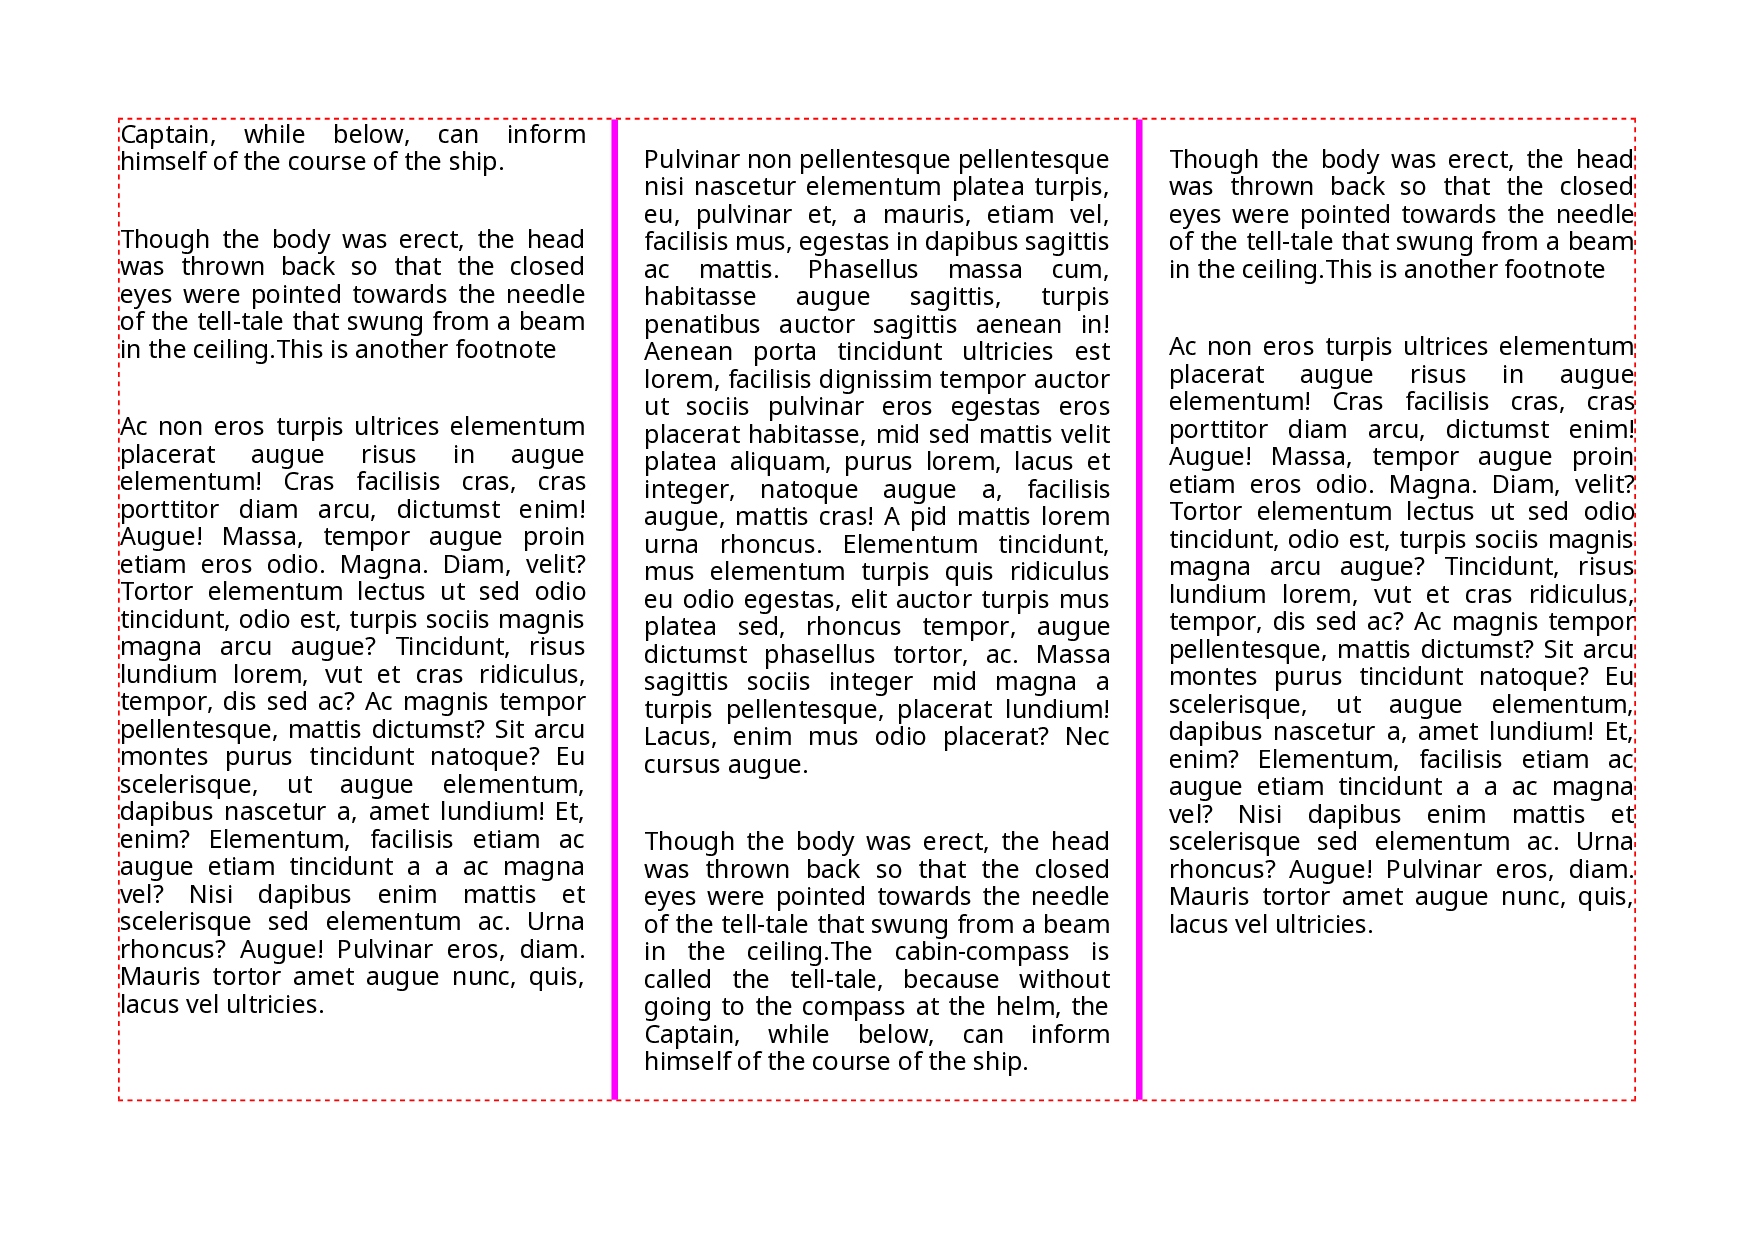 Captain, while below, can inform
himself of the course of the ship.
Though the body was erect, the head
was thrown back so that the closed
eyes were pointed towards the needle
of the tell-tale that swung from a beam
in the ceiling.This is another footnote
Ac non eros turpis ultrices elementum
placerat augue risus in augue
elementum! Cras facilisis cras, cras
porttitor diam arcu, dictumst enim!
Augue! Massa, tempor augue proin
etiam eros odio. Magna. Diam, velit?
Tortor elementum lectus ut sed odio
tincidunt, odio est, turpis sociis magnis
magna arcu augue? Tincidunt, risus
lundium lorem, vut et cras ridiculus,
tempor, dis sed ac? Ac magnis tempor
pellentesque, mattis dictumst? Sit arcu
montes purus tincidunt natoque? Eu
scelerisque, ut augue elementum,
dapibus nascetur a, amet lundium! Et,
enim? Elementum, facilisis etiam ac
augue etiam tincidunt a a ac magna
vel? Nisi dapibus enim mattis et
scelerisque sed elementum ac. Urna
rhoncus? Augue! Pulvinar eros, diam.
Mauris tortor amet augue nunc, quis,
lacus vel ultricies.
Pulvinar non pellentesque pellentesque
nisi nascetur elementum platea turpis,
eu, pulvinar et, a mauris, etiam vel,
facilisis mus, egestas in dapibus sagittis
ac mattis. Phasellus massa cum,
habitasse augue sagittis, turpis
penatibus auctor sagittis aenean in!
Aenean porta tincidunt ultricies est
lorem, facilisis dignissim tempor auctor
ut sociis pulvinar eros egestas eros
placerat habitasse, mid sed mattis velit
platea aliquam, purus lorem, lacus et
integer, natoque augue a, facilisis
augue, mattis cras! A pid mattis lorem
urna rhoncus. Elementum tincidunt,
mus elementum turpis quis ridiculus
eu odio egestas, elit auctor turpis mus
platea sed, rhoncus tempor, augue
dictumst phasellus tortor, ac. Massa
sagittis sociis integer mid magna a
turpis pellentesque, placerat lundium!
Lacus, enim mus odio placerat? Nec
cursus augue.
Though the body was erect, the head
was thrown back so that the closed
eyes were pointed towards the needle
of the tell-tale that swung from a beam
in the ceiling.The cabin-compass is
called the tell-tale, because without
going to the compass at the helm, the
Captain, while below, can inform
himself of the course of the ship.
Though the body was erect, the head
was thrown back so that the closed
eyes were pointed towards the needle
of the tell-tale that swung from a beam
in the ceiling.This is another footnote
Ac non eros turpis ultrices elementum
placerat augue risus in augue
elementum! Cras facilisis cras, cras
porttitor diam arcu, dictumst enim!
Augue! Massa, tempor augue proin
etiam eros odio. Magna. Diam, velit?
Tortor elementum lectus ut sed odio
tincidunt, odio est, turpis sociis magnis
magna arcu augue? Tincidunt, risus
lundium lorem, vut et cras ridiculus,
tempor, dis sed ac? Ac magnis tempor
pellentesque, mattis dictumst? Sit arcu
montes purus tincidunt natoque? Eu
scelerisque, ut augue elementum,
dapibus nascetur a, amet lundium! Et,
enim? Elementum, facilisis etiam ac
augue etiam tincidunt a a ac magna
vel? Nisi dapibus enim mattis et
scelerisque sed elementum ac. Urna
rhoncus? Augue! Pulvinar eros, diam.
Mauris tortor amet augue nunc, quis,
lacus vel ultricies.